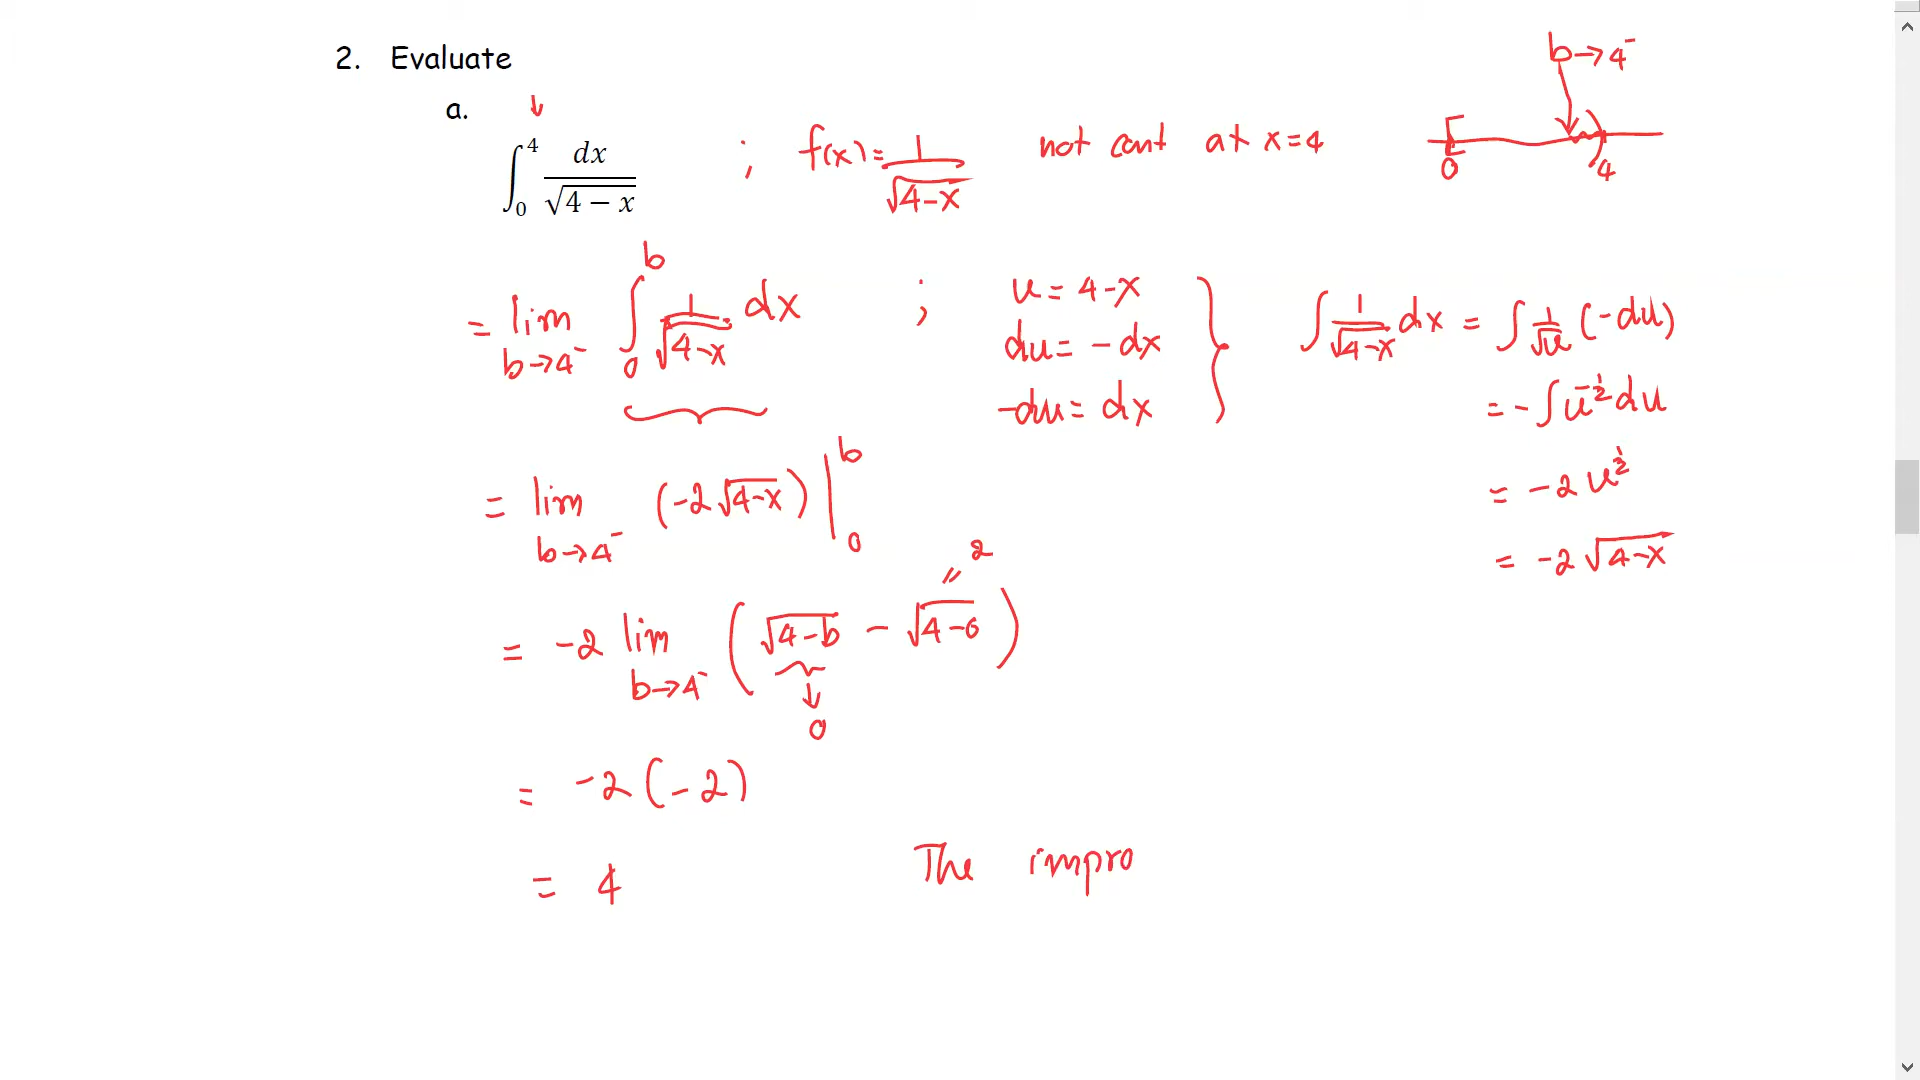 2. Evaluate
a. ↓
∫₀⁴ dx/√(4 − x) ; f(x) = 1/√(4-x) not cont at x=4
b→4⁻
[ 0 ) 4
= lim b→4⁻ ∫₀ᵇ 1/√(4-x) dx ;
u = 4-x
du = -dx
-du = dx
∫ 1/√(4-x) dx = ∫ 1/√u (-du)
= -∫ u^(-1/2) du
= -2 u^(1/2)
= -2 √(4-x)
= lim b→4⁻ (-2√(4-x)) |₀ᵇ
= -2 lim b→4⁻ ( √(4-b) - √(4-0) )
" 2
↓
0
= -2(-2)
= 4 The impro